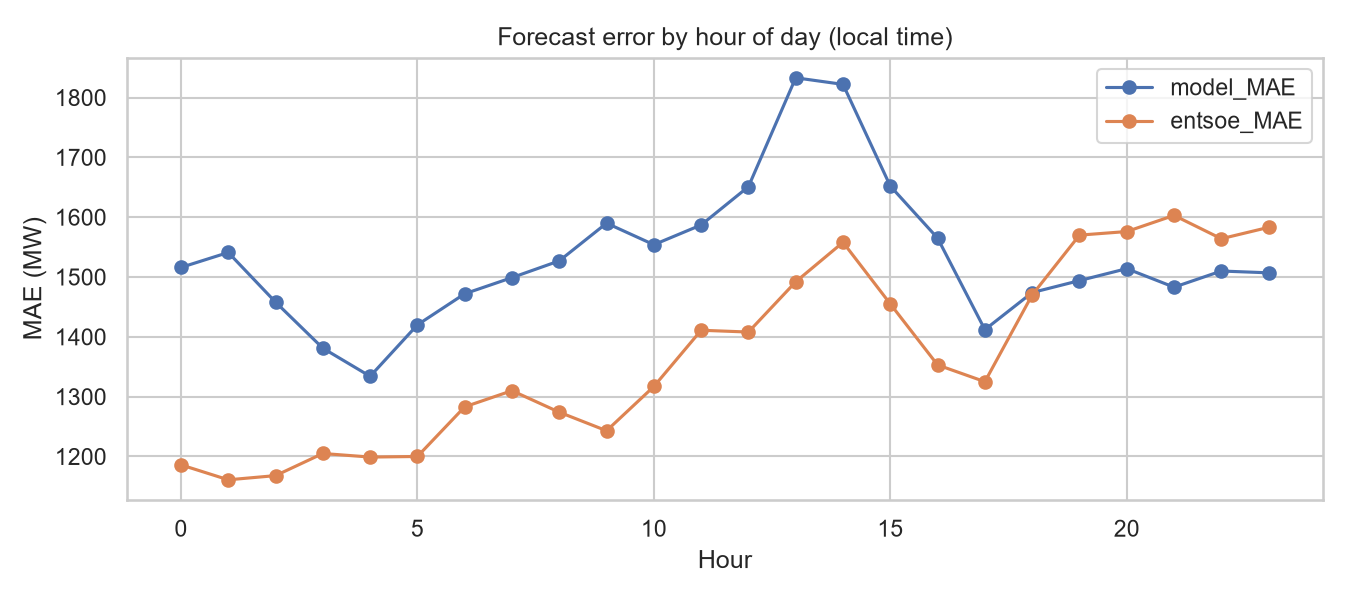 Forecast error by hour of day (local time)
model_MAE
entsoe_MAE
MAE (MW)
1800
1700
1600
1500
1400
1300
1200
0 5 10 15 20
Hour